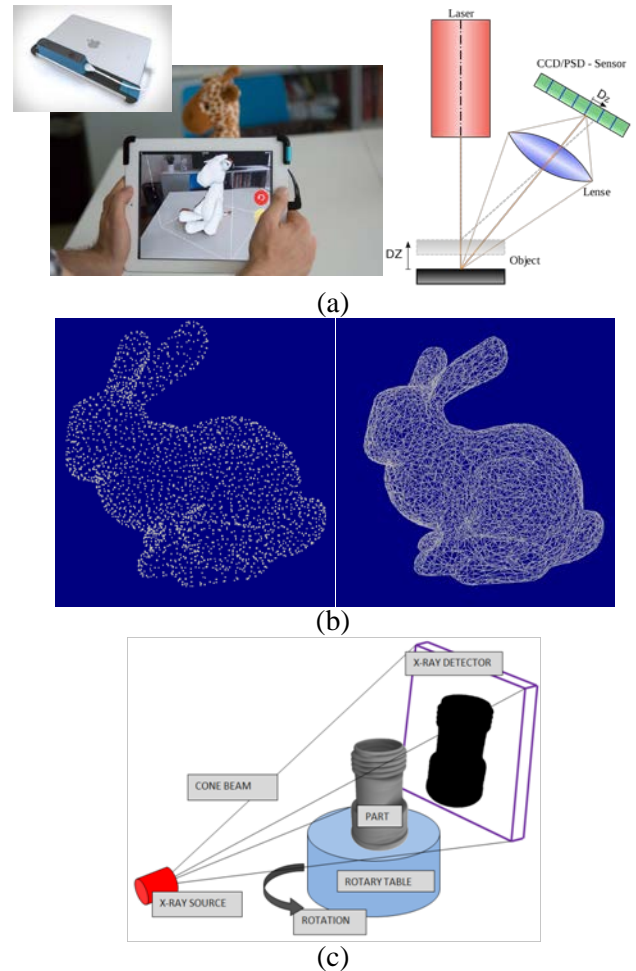 Laser
CCD/PSD - Sensor
DZ
Lense
DZ
Object
(a)
(b)
X-RAY DETECTOR
CONE BEAM
PART
ROTARY TABLE
X-RAY SOURCE
ROTATION
(c)